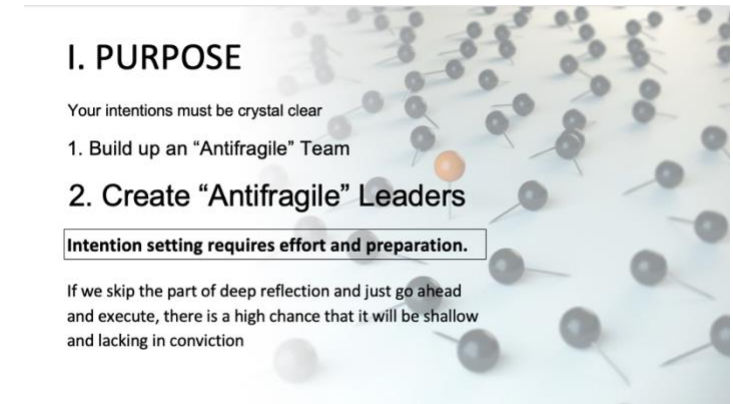 I. PURPOSE
Your intentions must be crystal clear
1. Build up an “Antifragile” Team
2. Create “Antifragile” Leaders
Intention setting requires effort and preparation.
If we skip the part of deep reflection and just go ahead
and execute, there is a high chance that it will be shallow
and lacking in conviction